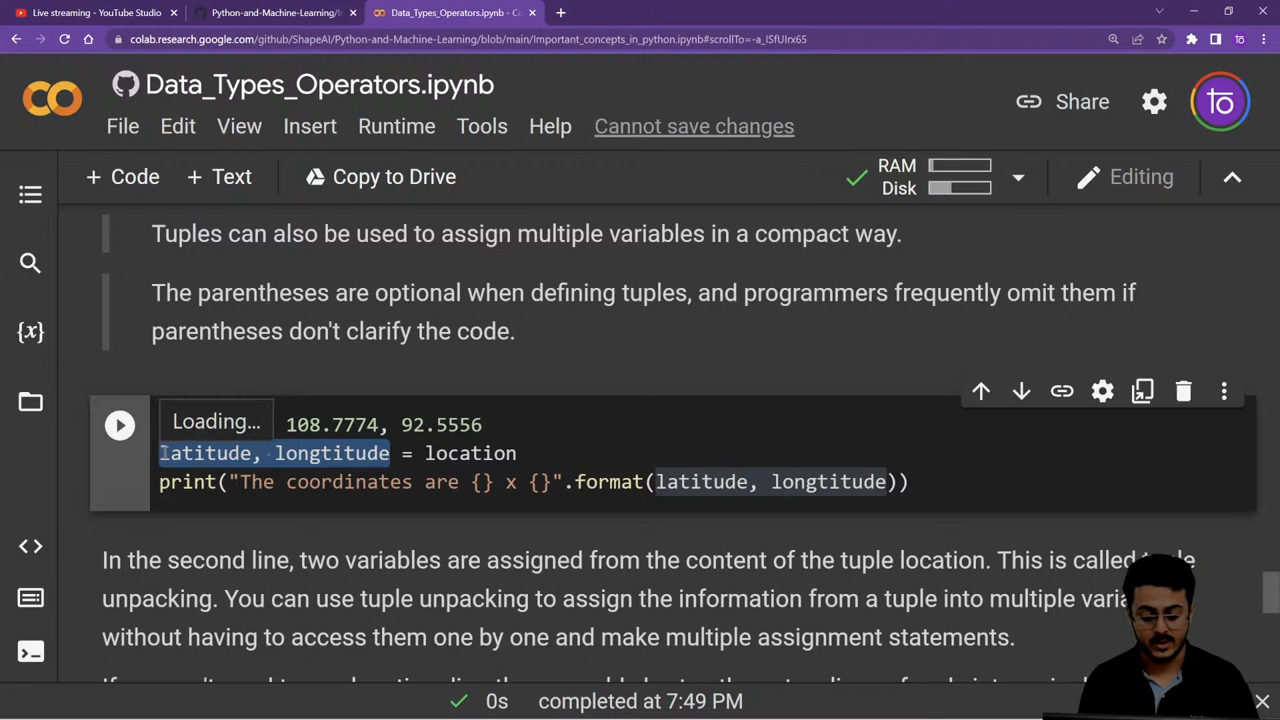 Live streaming - YouTube Studio
Python-and-Machine-Learning/I
Data_Types_Operators.ipynb - Co
colab.research.google.com/github/ShapeAI/Python-and-Machine-Learning/blob/main/Important_concepts_in_python.ipynb#scrollTo=-a_lSfUIrx65
Data_Types_Operators.ipynb
Share
File Edit View Insert Runtime Tools Help Cannot save changes
+ Code + Text Copy to Drive
RAM
Disk
Editing
Tuples can also be used to assign multiple variables in a compact way.
The parentheses are optional when defining tuples, and programmers frequently omit them if
parentheses don't clarify the code.
Loading...
108.7774, 92.5556
latitude, longtitude = location
print("The coordinates are {} x {}".format(latitude, longtitude))
In the second line, two variables are assigned from the content of the tuple location. This is called tuple
unpacking. You can use tuple unpacking to assign the information from a tuple into multiple
without having to access them one by one and make multiple assignment statements.
0s completed at 7:49 PM